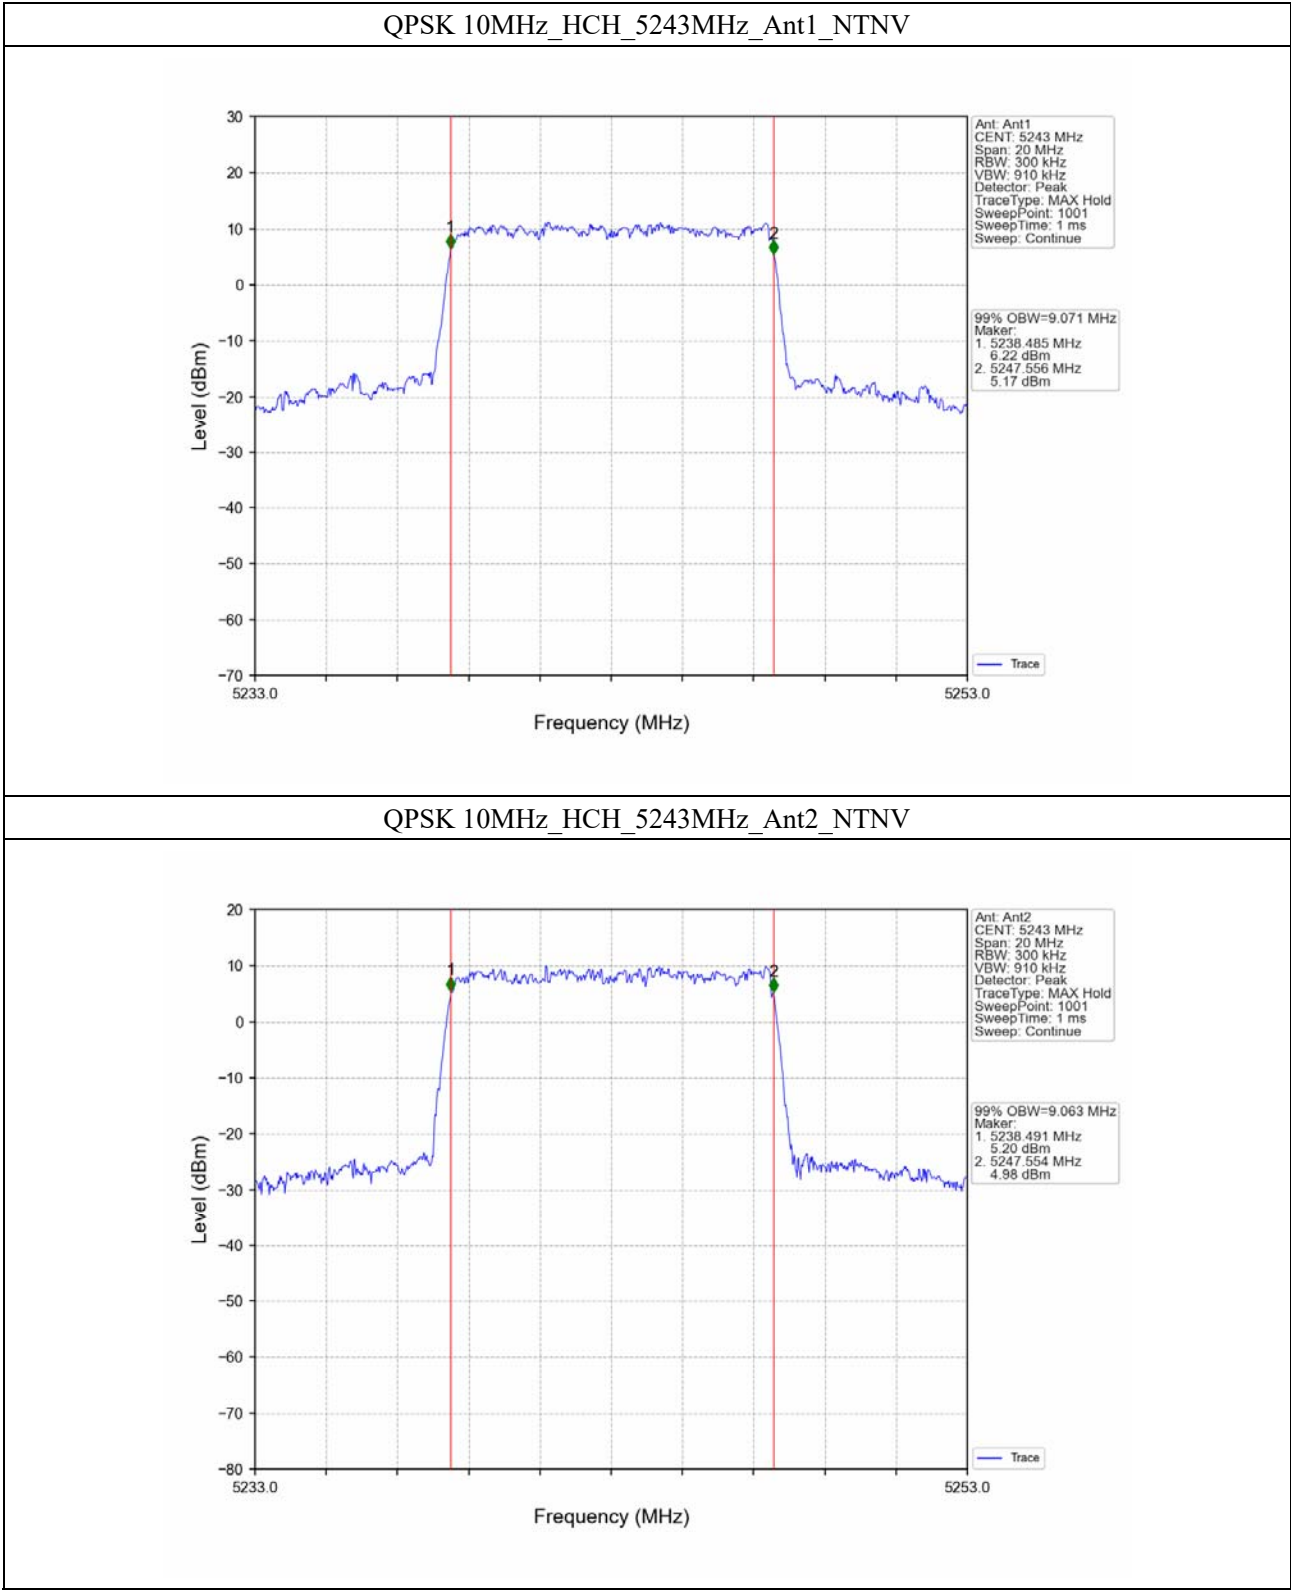 QPSK 10MHz_HCH_5243MHz_Ant1_NTNV
30
20
10
0
−10
−20
−30
−40
−50
−60
−70
Level (dBm)
1
2
5233.0
5253.0
Frequency (MHz)
Ant: Ant1
CENT: 5243 MHz
Span: 20 MHz
RBW: 300 kHz
VBW: 910 kHz
Detector: Peak
TraceType: MAX Hold
SweepPoint: 1001
SweepTime: 1 ms
Sweep: Continue
99% OBW=9.071 MHz
Maker:
1. 5238.485 MHz
6.22 dBm
2. 5247.556 MHz
5.17 dBm
Trace
QPSK 10MHz_HCH_5243MHz_Ant2_NTNV
20
10
0
−10
−20
−30
−40
−50
−60
−70
−80
Level (dBm)
1
2
5233.0
5253.0
Frequency (MHz)
Ant: Ant2
CENT: 5243 MHz
Span: 20 MHz
RBW: 300 kHz
VBW: 910 kHz
Detector: Peak
TraceType: MAX Hold
SweepPoint: 1001
SweepTime: 1 ms
Sweep: Continue
99% OBW=9.063 MHz
Maker:
1. 5238.491 MHz
5.20 dBm
2. 5247.554 MHz
4.98 dBm
Trace